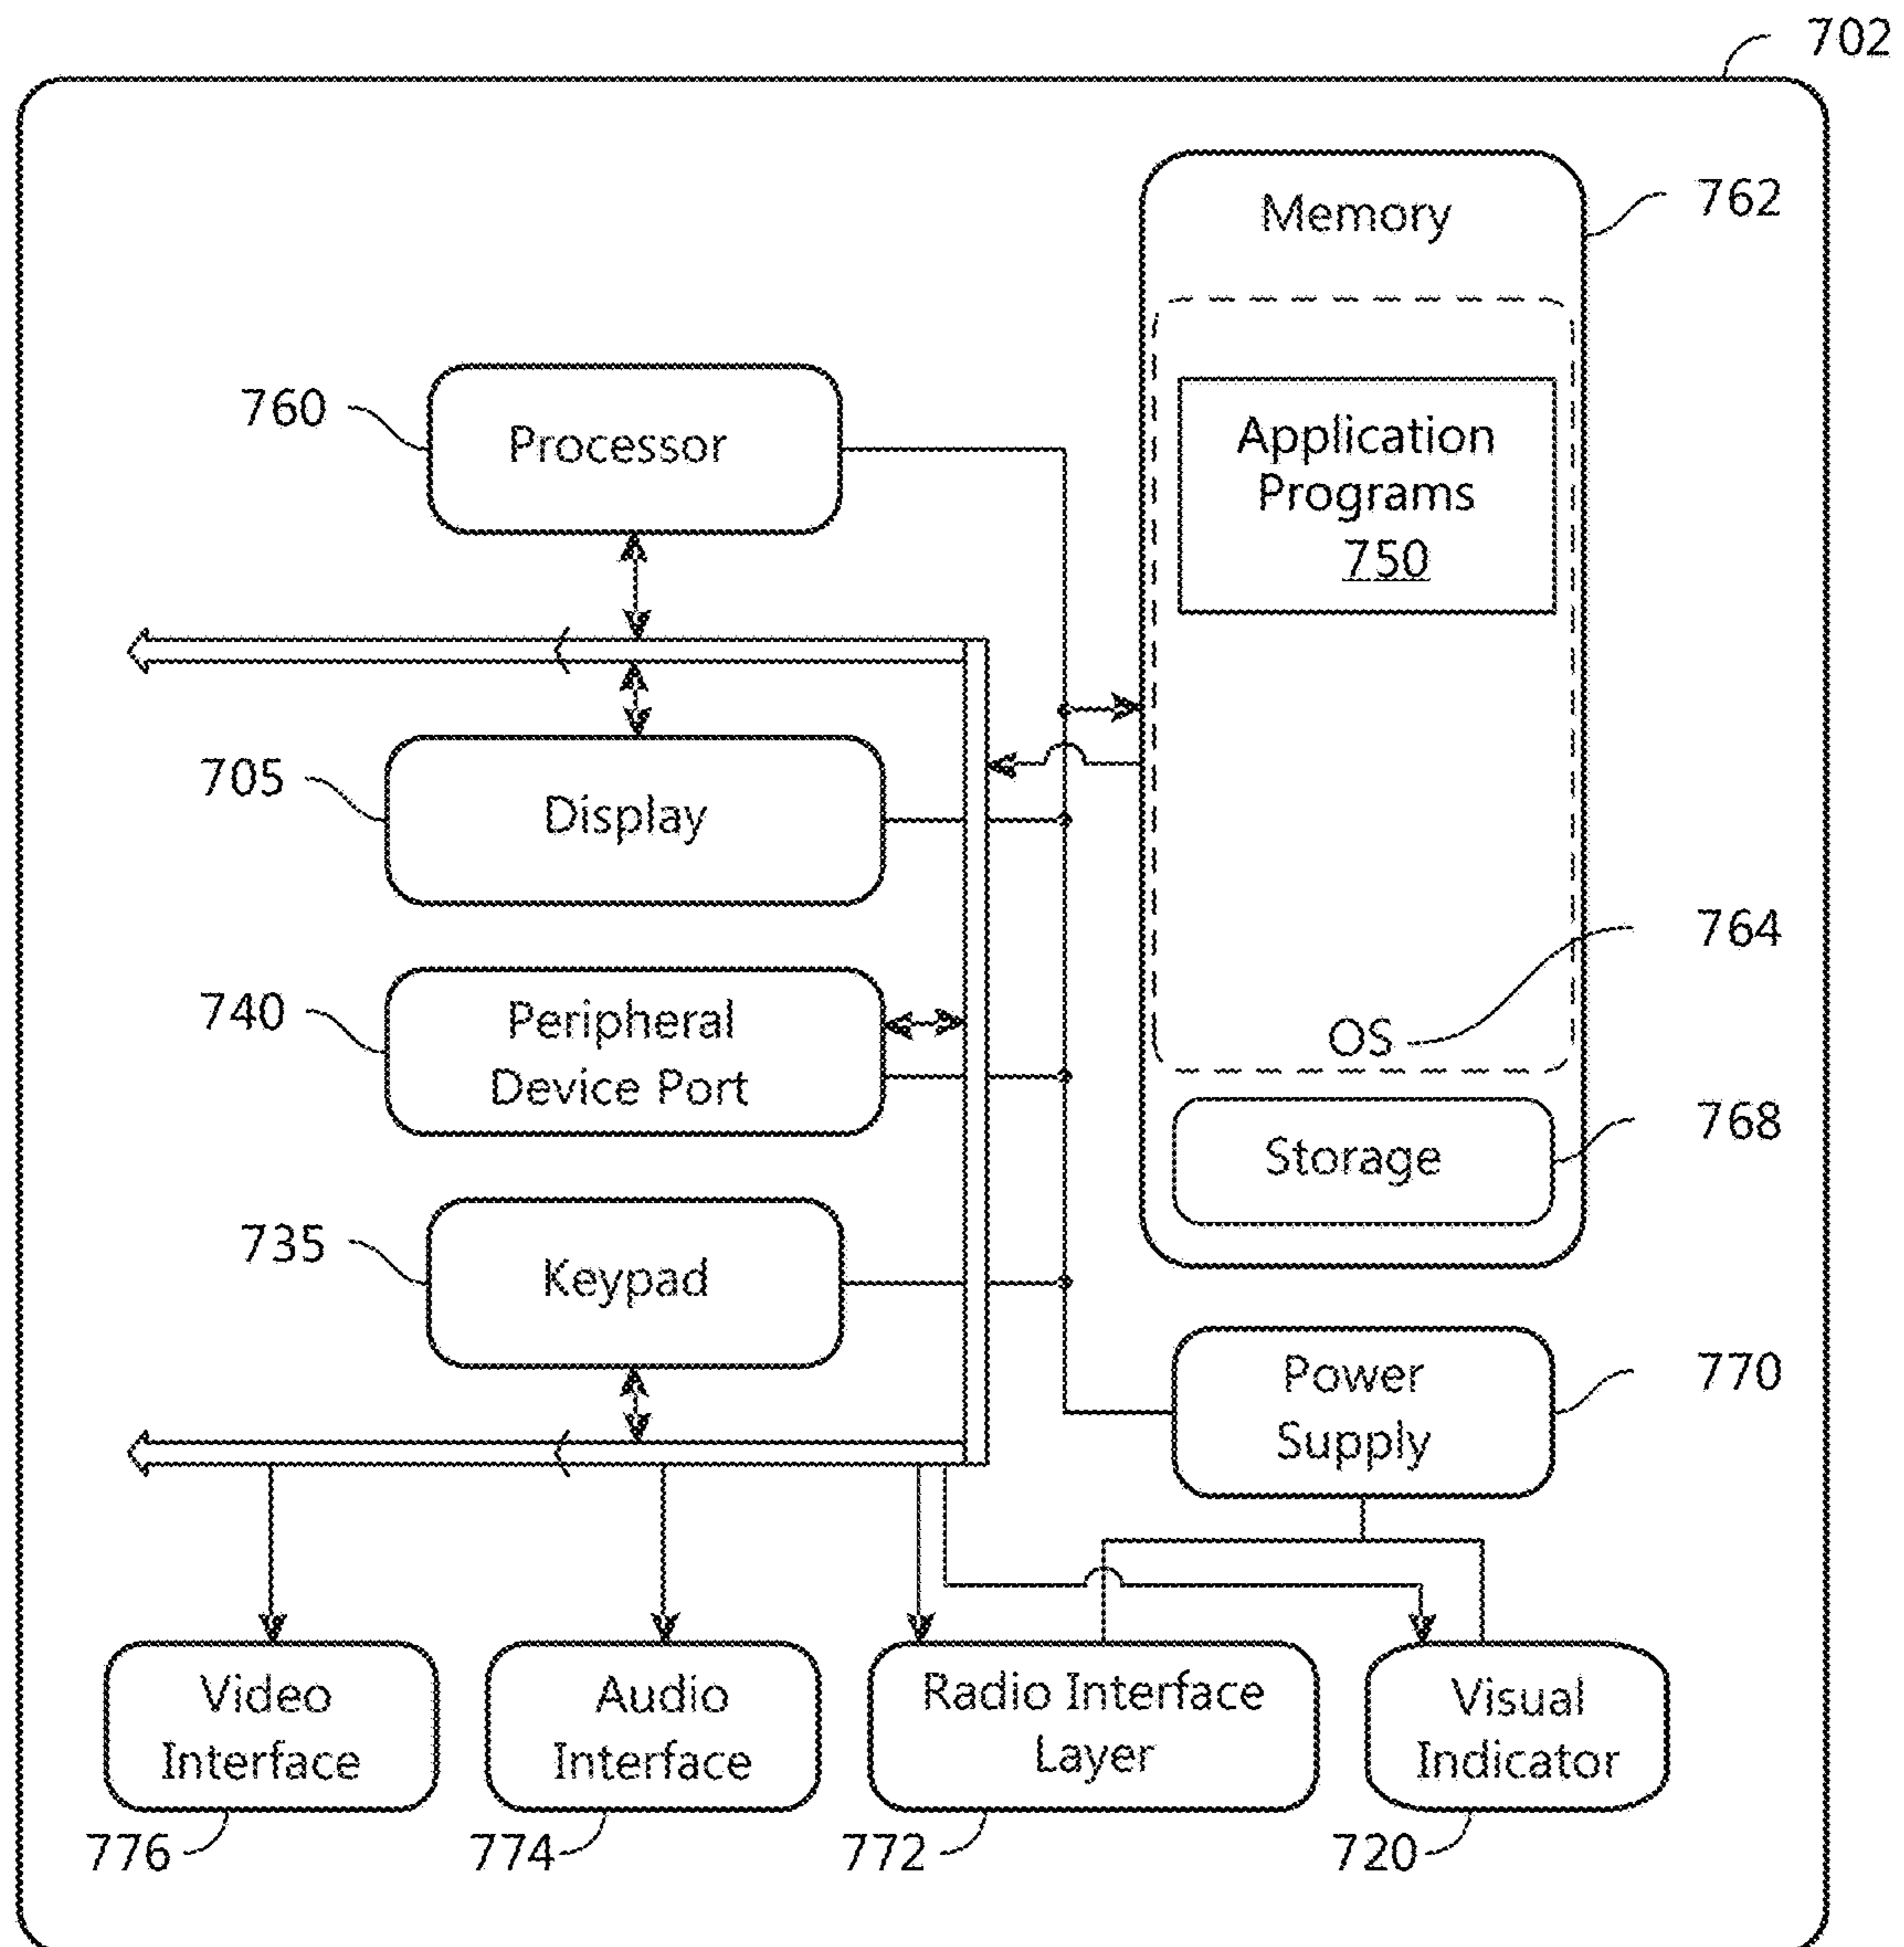 702
Memory
762
760
Processor
Application
Programs
750
705
Display
764
740
Peripheral
Device Port
OS
768
Storage
735
Keypad
Power
Supply
770
Video
Interface
Audio
Interface
Radio Interface
Layer
Visual
Indicator
776
774
772
720